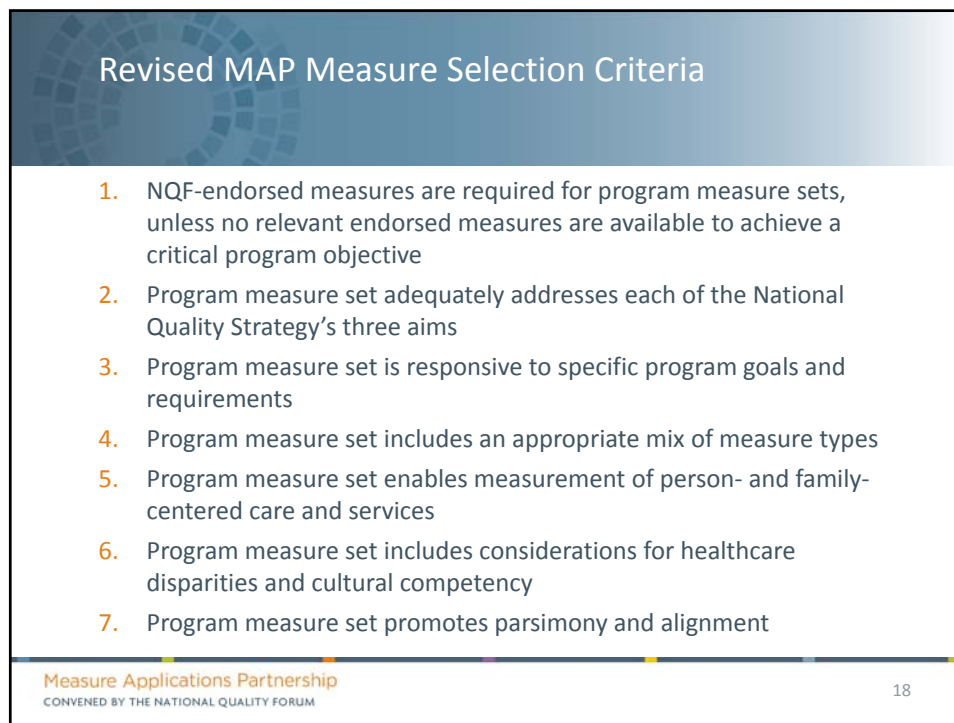 Revised MAP Measure Selection Criteria
1. NQF-endorsed measures are required for program measure sets,
unless no relevant endorsed measures are available to achieve a
critical program objective
2. Program measure set adequately addresses each of the National
Quality Strategy’s three aims
3. Program measure set is responsive to specific program goals and
requirements
4. Program measure set includes an appropriate mix of measure types
5. Program measure set enables measurement of person- and family-
centered care and services
6. Program measure set includes considerations for healthcare
disparities and cultural competency
7. Program measure set promotes parsimony and alignment
Measure Applications Partnership
CONVENED BY THE NATIONAL QUALITY FORUM
18